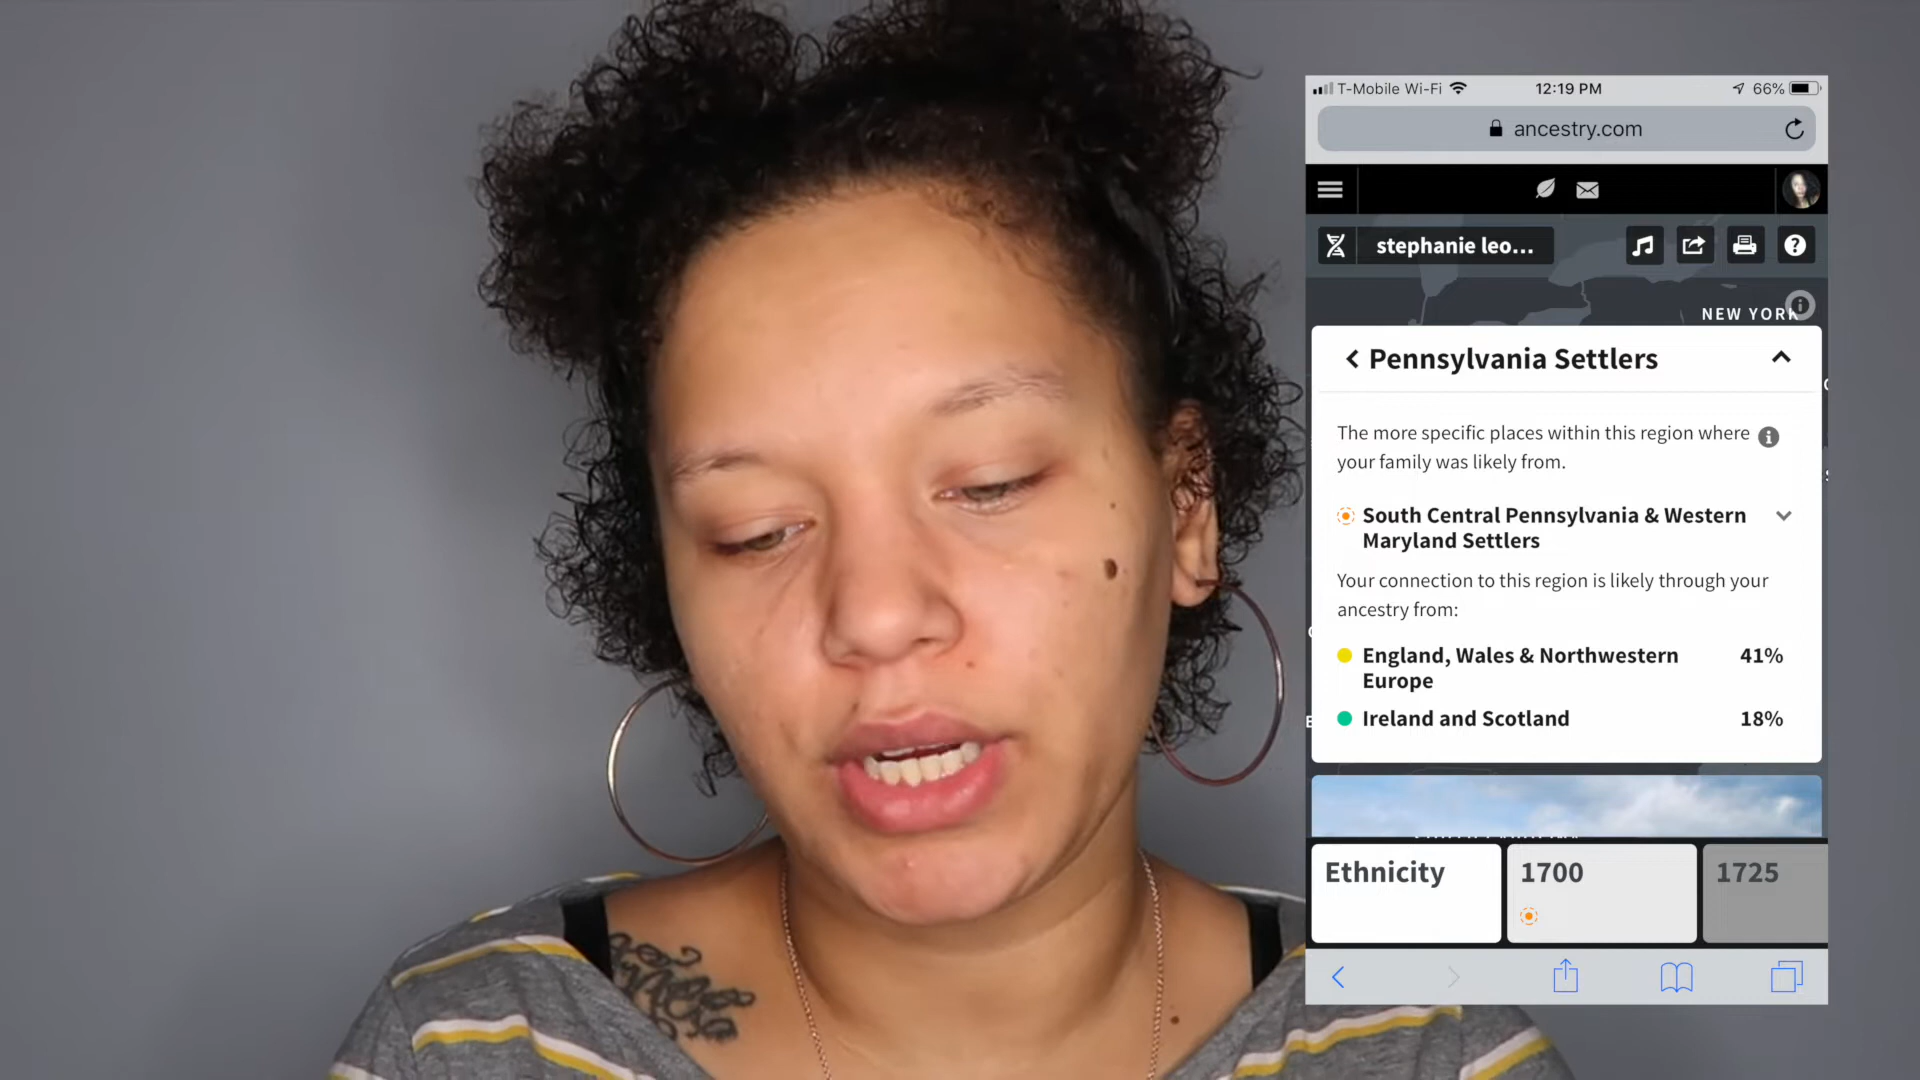 T-Mobile Wi-Fi 12:19 PM 66%
ancestry.com
stephanie leo...
NEW YORK
Pennsylvania Settlers
The more specific places within this region where
your family was likely from.
South Central Pennsylvania & Western
Maryland Settlers
Your connection to this region is likely through your
ancestry from:
England, Wales & Northwestern 41%
Europe
Ireland and Scotland 18%
Ethnicity 1700 1725